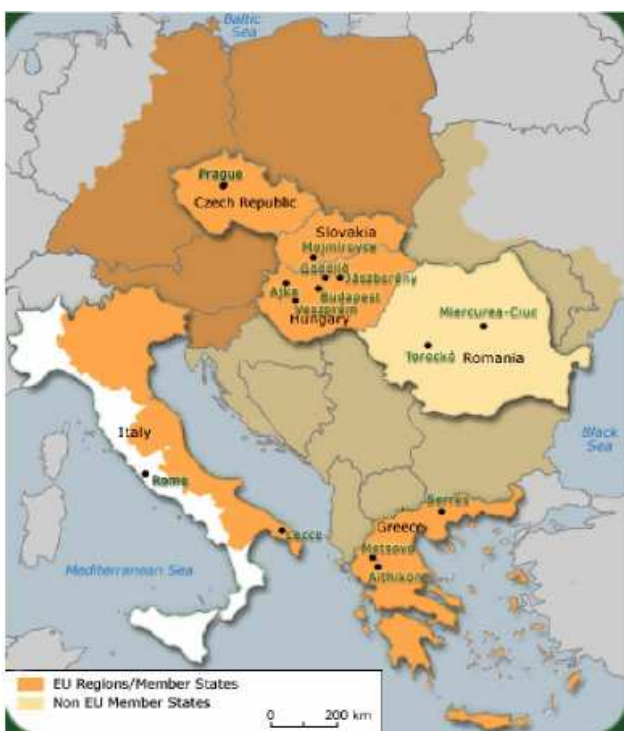 Baltic
Sea
Prague
Czech Republic
Slovakia
Mojmirovse
Gödöllő
Jászberény
Ajka
Budapest
Veszprém
Hungary
Miercurea-Ciuc
Torockó
Romania
Italy
Black
Sea
Rome
Serres
Lecce
Greece
Metsovo
Mediterranean Sea
Aithikon
EU Regions/Member States
Non EU Member States
0 200 km